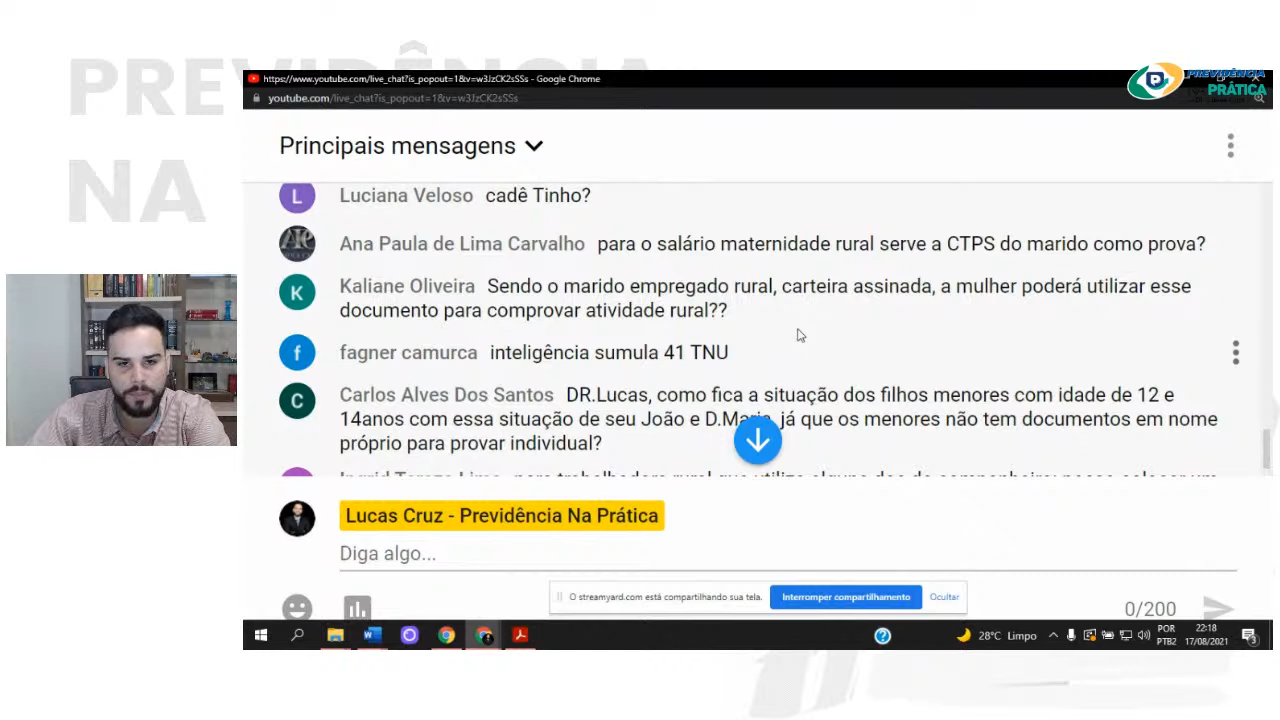 PREVIDÊNCIA
NA
https://www.youtube.com/live_chat?is_popout=1&v=w3JzCK2sSSs - Google Chrome
youtube.com/live_chat?is_popout=1&v=w3JzCK2sSSs
PREVIDÊNCIA
PRÁTICA
Principais mensagens
L Luciana Veloso cadê Tinho?
Ana Paula de Lima Carvalho para o salário maternidade rural serve a CTPS do marido como prova?
K Kaliane Oliveira Sendo o marido empregado rural, carteira assinada, a mulher poderá utilizar esse
documento para comprovar atividade rural??
f fagner camurca inteligência sumula 41 TNU
C Carlos Alves Dos Santos DR.Lucas, como fica a situação dos filhos menores com idade de 12 e
14anos com essa situação de seu João e D.Maria, já que os menores não tem documentos em nome
próprio para provar individual?
Lucas Cruz - Previdência Na Prática
Diga algo...
O streamyard.com está compartilhando sua tela. Interromper compartilhamento Ocultar
0/200
28°C Limpo
POR
PTB2
22:18
17/08/2021
3